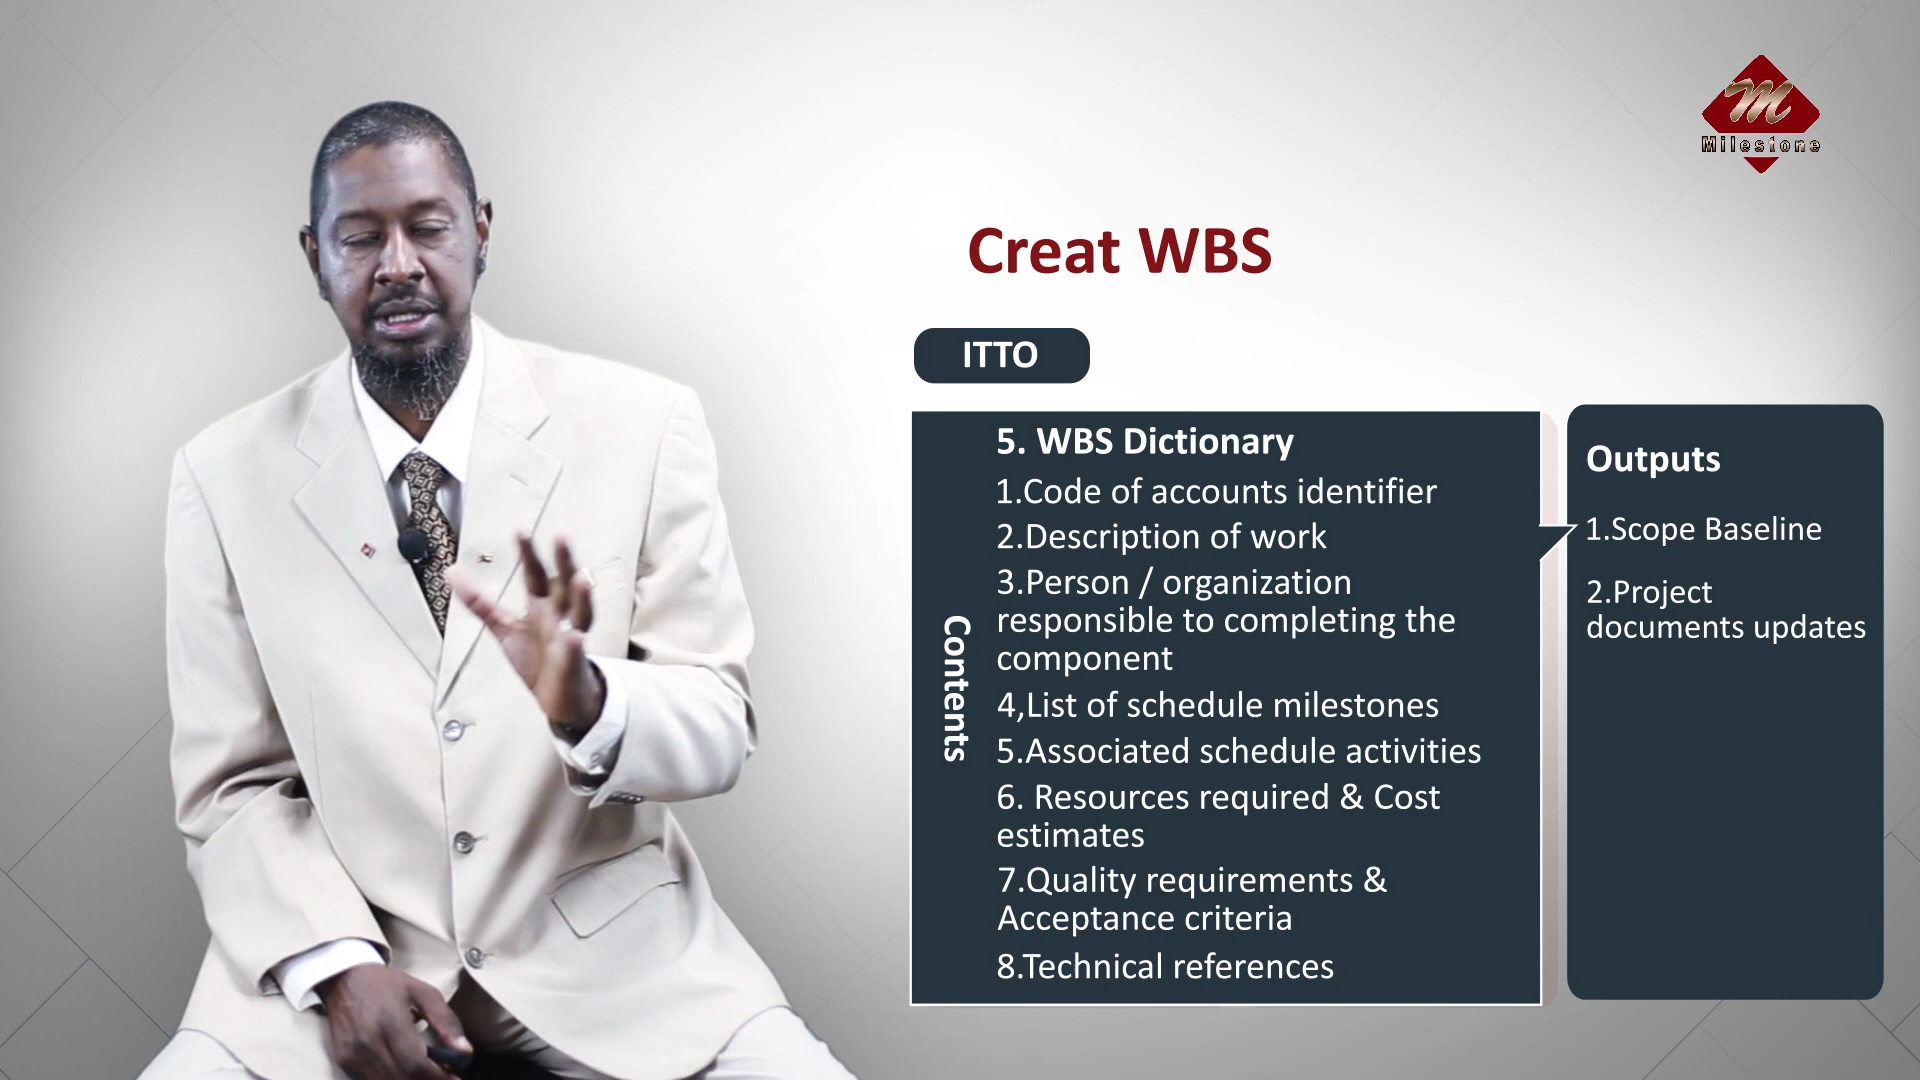 Milestone
Creat WBS
ITTO
Contents
5. WBS Dictionary
1.Code of accounts identifier
2.Description of work
3.Person / organization
responsible to completing the
component
4,List of schedule milestones
5.Associated schedule activities
6. Resources required & Cost
estimates
7.Quality requirements &
Acceptance criteria
8.Technical references
Outputs
1.Scope Baseline
2.Project
documents updates